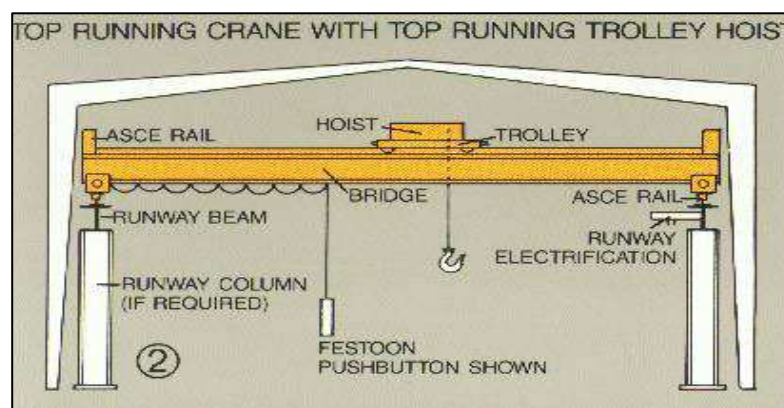 TOP RUNNING CRANE WITH TOP RUNNING TROLLEY HOIST
HOIST
ASCE RAIL
TROLLEY
BRIDGE
ASCE RAIL
RUNWAY BEAM
RUNWAY
ELECTRIFICATION
RUNWAY COLUMN
(IF REQUIRED)
2
FESTOON
PUSHBUTTON SHOWN